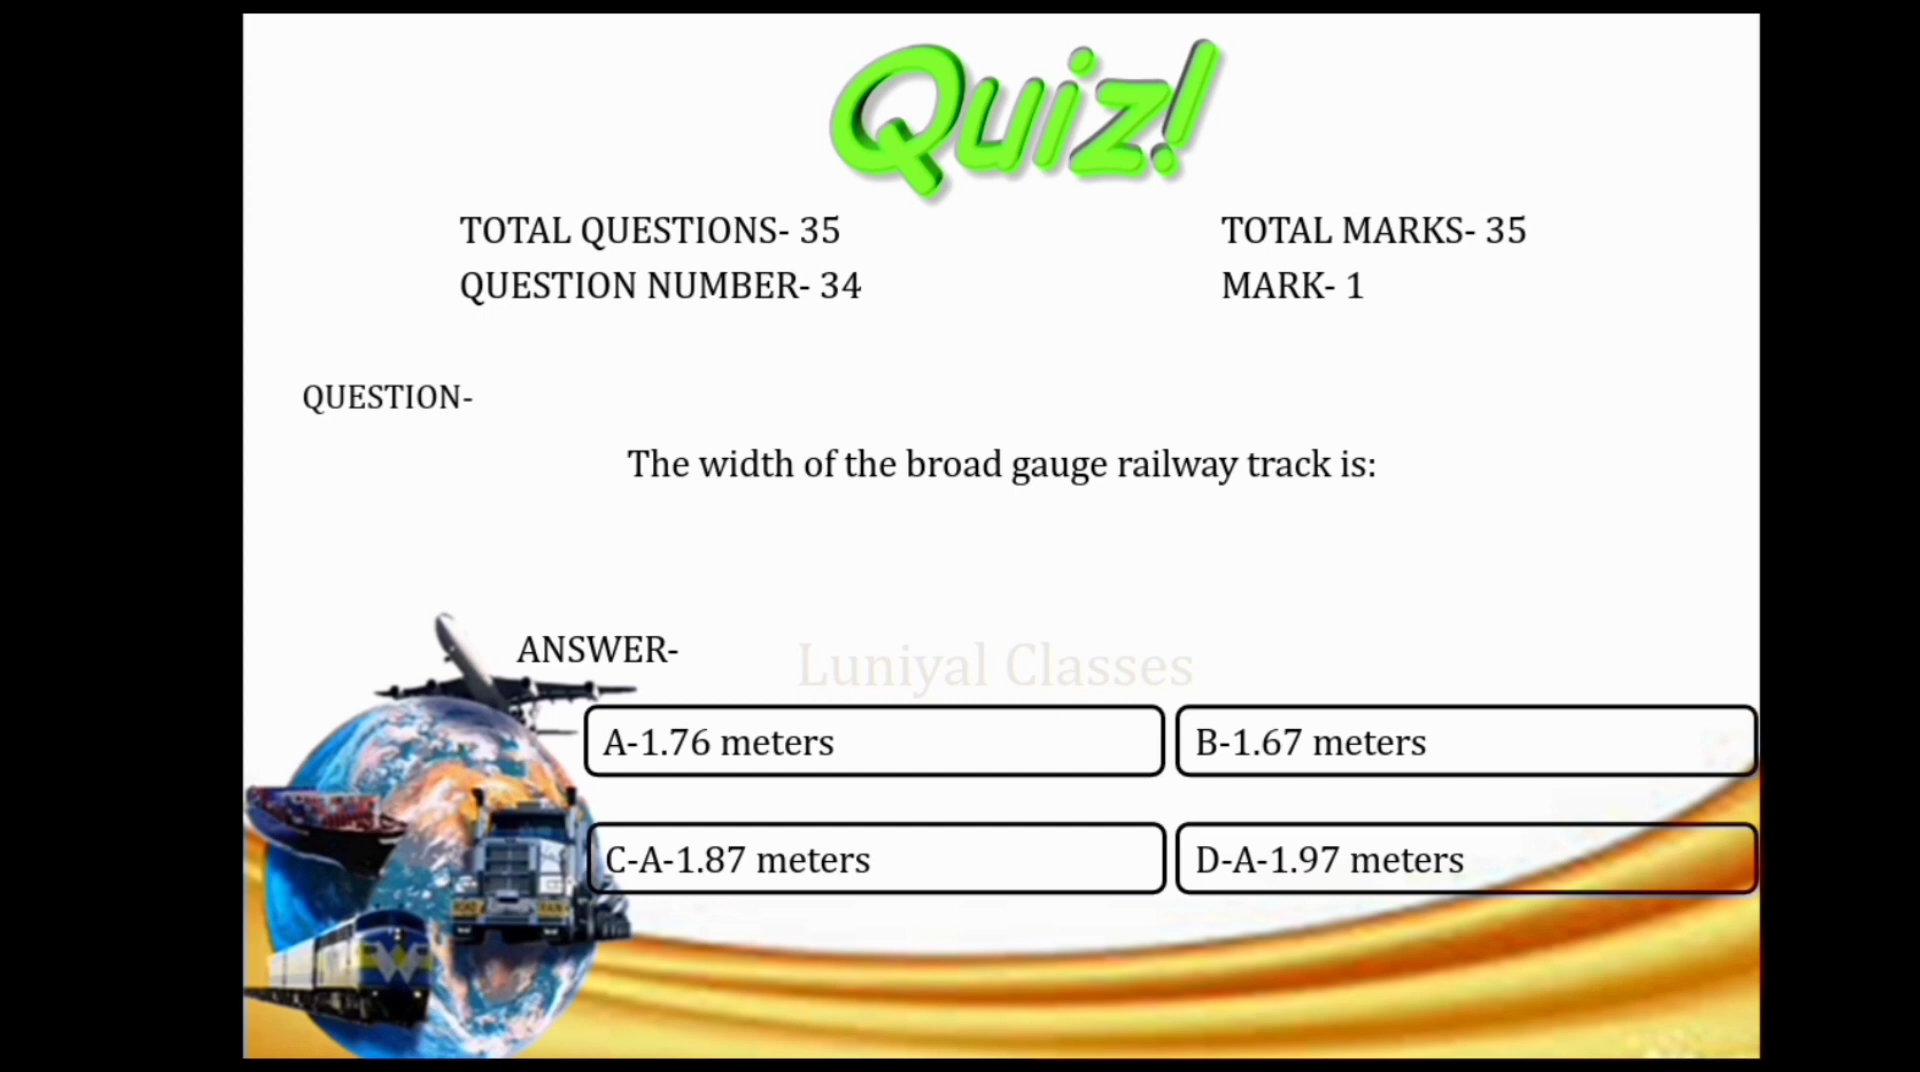 Quiz!
TOTAL QUESTIONS- 35
TOTAL MARKS- 35
QUESTION NUMBER- 34
MARK- 1
QUESTION-
The width of the broad gauge railway track is:
ANSWER-
Luniyal Classes
A-1.76 meters
B-1.67 meters
C-A-1.87 meters
D-A-1.97 meters